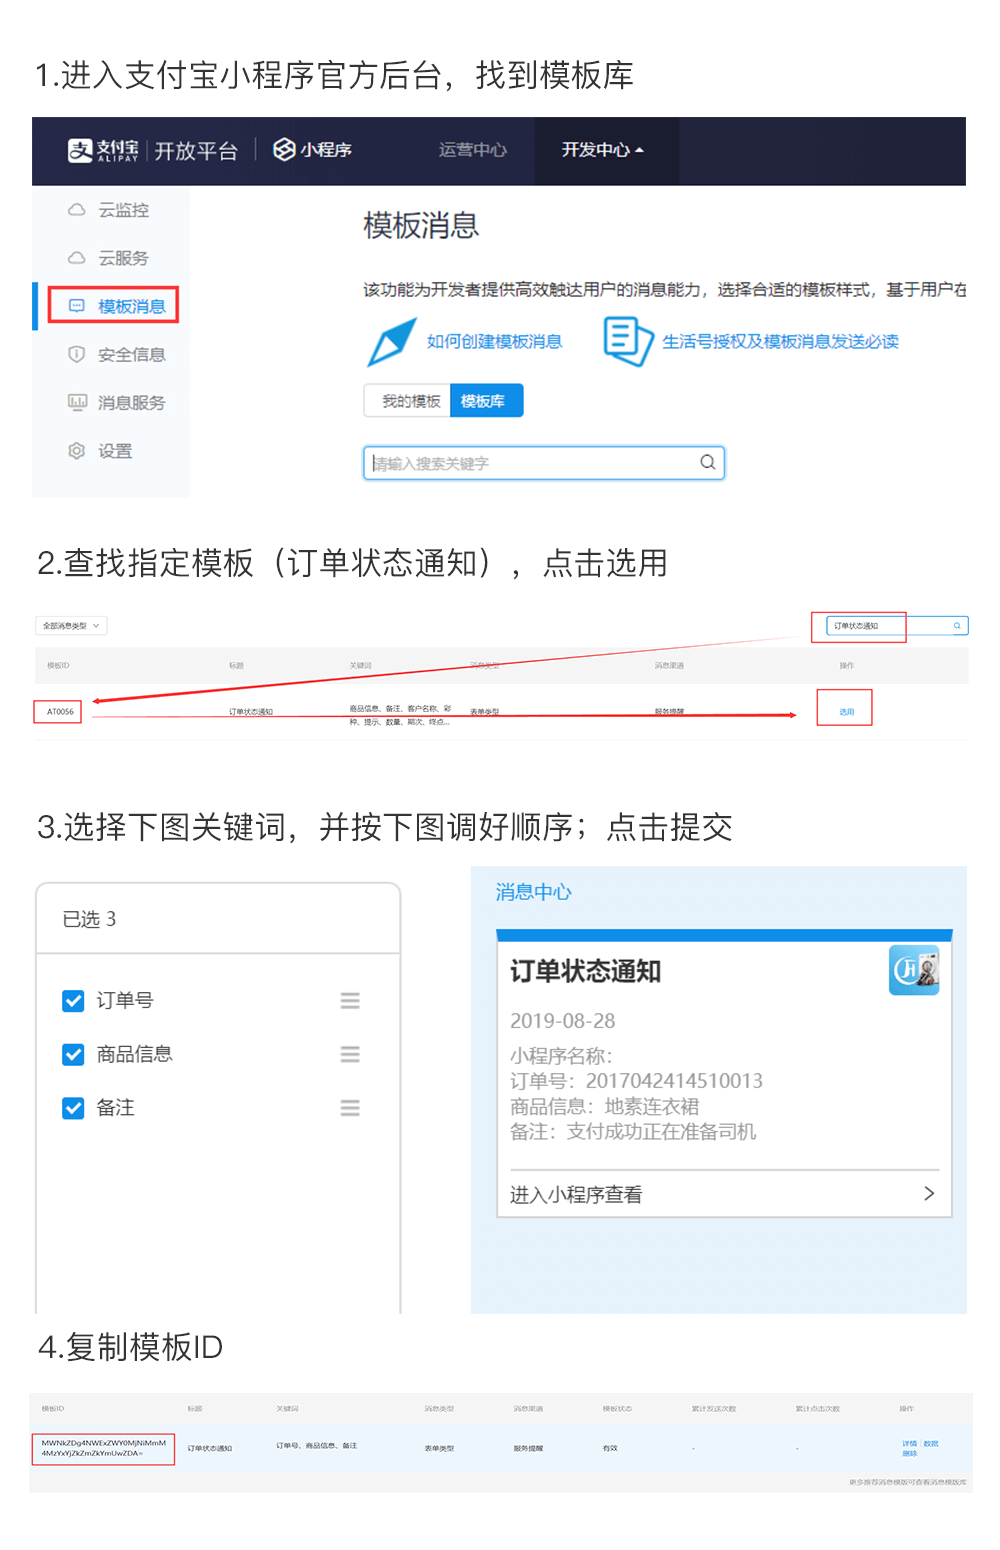 1.进入支付宝小程序官方后台，找到模板库
支付宝 ALIPAY 开放平台 小程序 运营中心 开发中心
云监控
云服务
模板消息
安全信息
消息服务
设置
模板消息
该功能为开发者提供高效触达用户的消息能力，选择合适的模板样式，基于用户在
如何创建模板消息 生活号授权及模板消息发送必读
我的模板 模板库
请输入搜索关键字
2.查找指定模板（订单状态通知），点击选用
全部消息类型 订单状态通知
模板ID 标题 关键词 消息类型 消息渠道 操作
AT0056 订单状态通知 商品信息、备注、客户名称、彩 表单类型 服务提醒 选用
种、提示、数量、期次、终点...
3.选择下图关键词，并按下图调好顺序；点击提交
已选 3
订单号
商品信息
备注
消息中心
订单状态通知
2019-08-28
小程序名称：
订单号：2017042414510013
商品信息：地素连衣裙
备注：支付成功正在准备司机
进入小程序查看
4.复制模板ID
模板ID 标题 关键词 消息类型 消息渠道 模板状态 累计发送次数 累计点击次数 操作
MWNkZDg4NWExZWY0MjNiMmM 订单状态通知 订单号、商品信息、备注 表单类型 服务提醒 有效 - - 详情 数据
4MzYxYjZkZmZkYmUwZDA= 删除
更多推荐消息模版可查看消息模版库